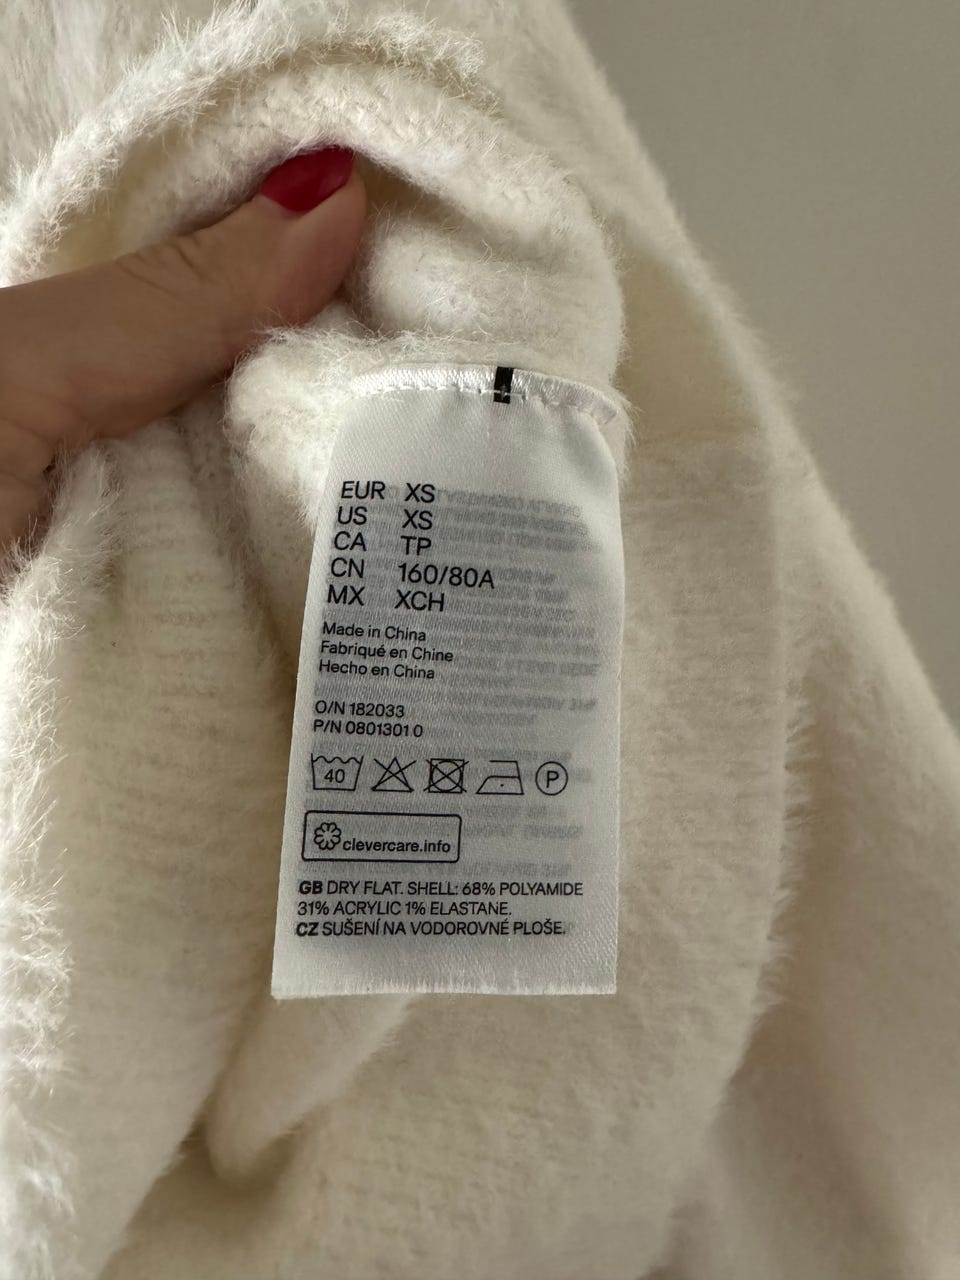 EUR XS
US XS
CA TP
CN 160/80A
MX XCH
Made in China
Fabriqué en Chine
Hecho en China
O/N 182033
P/N 0801301 0
40
P
clevercare.info
GB DRY FLAT. SHELL: 68% POLYAMIDE
31% ACRYLIC 1% ELASTANE.
CZ SUŠENÍ NA VODOROVNÉ PLOŠE.